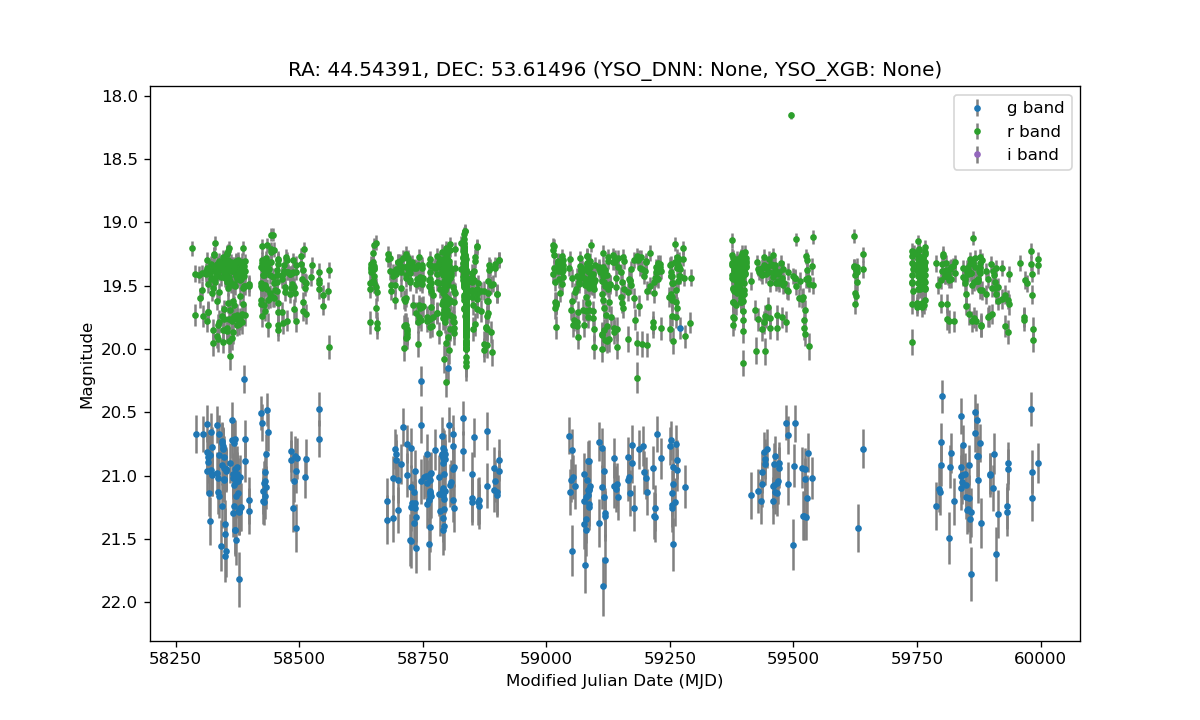 RA: 44.54391, DEC: 53.61496 (YSO_DNN: None, YSO_XGB: None)
g band
r band
i band
18.0
18.5
19.0
19.5
20.0
20.5
21.0
21.5
22.0
Magnitude
58250 58500 58750 59000 59250 59500 59750 60000
Modified Julian Date (MJD)